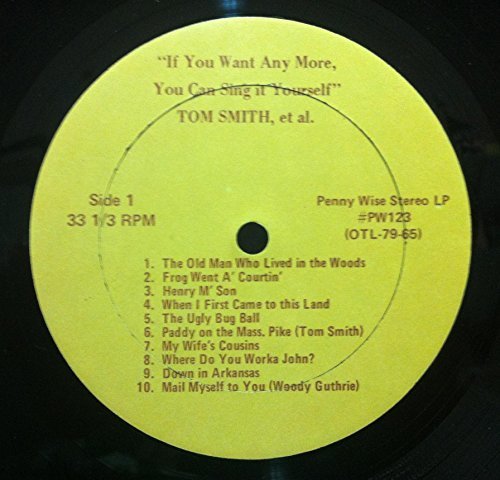 "If You Want Any More,
You Can Sing it Yourself"
TOM SMITH, et al.
Side 1
33 1/3 RPM
Penny Wise Stereo LP
#PW123
(OTL-79-65)
1. The Old Man Who Lived in the Woods
2. Frog Went A' Courtin'
3. Henry M' Son
4. When I First Came to this Land
5. The Ugly Bug Ball
6. Paddy on the Mass. Pike (Tom Smith)
7. My Wife's Cousins
8. Where Do You Worka John?
9. Down in Arkansas
10. Mail Myself to You (Woody Guthrie)